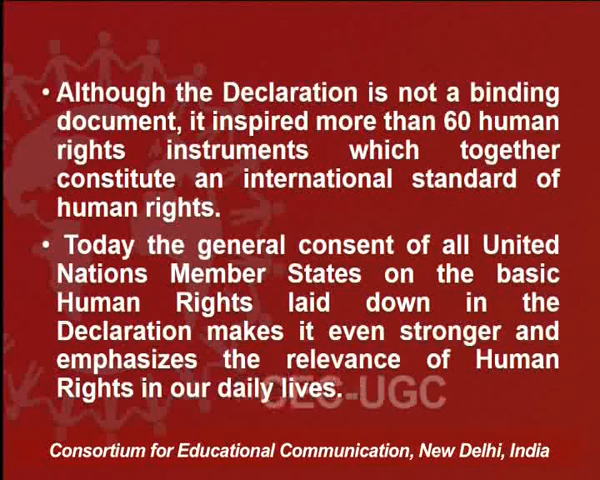 • Although the Declaration is not a binding
document, it inspired more than 60 human
rights instruments which together
constitute an international standard of
human rights.
• Today the general consent of all United
Nations Member States on the basic
Human Rights laid down in the
Declaration makes it even stronger and
emphasizes the relevance of Human
Rights in our daily lives.
CEC-UGC
Consortium for Educational Communication, New Delhi, India